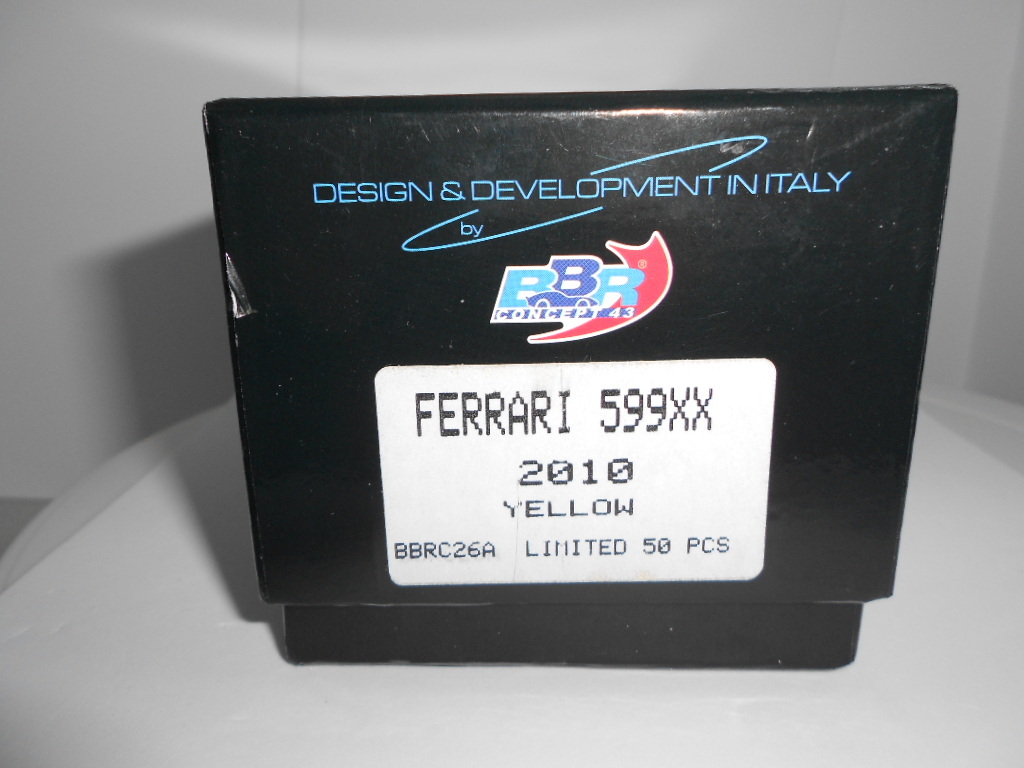 DESIGN & DEVELOPMENT IN ITALY
by
BBR®
CONCEPT 43
FERRARI 599XX
2010
YELLOW
BBRC26A LIMITED 50 PCS